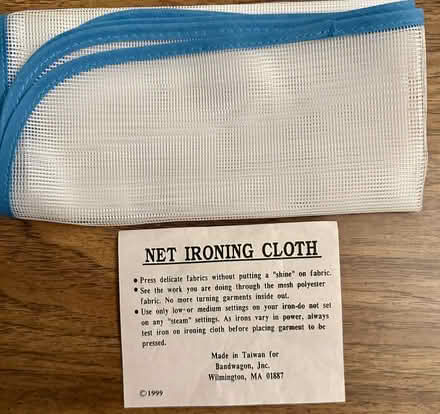 NET IRONING CLOTH
● Press delicate fabrics without putting a "shine" on fabric.
● See the work you are doing through the mesh polyester
fabric. No more turning garments inside out.
● Use only low-or medium settings on your iron-do not set
on any "steam" settings. As irons vary in power, always
test iron on ironing cloth before placing garment to be
pressed.
Made in Taiwan for
Bandwagon, Jnc.
Wilmington, MA 01887
©1999